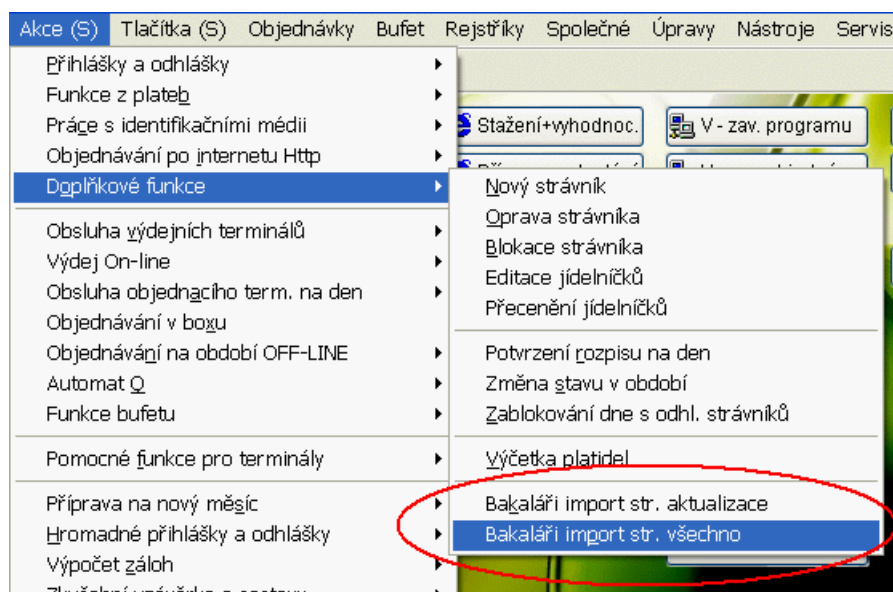 Akce (S) Tlačítka (S) Objednávky Bufet Rejstříky Společné Úpravy Nástroje Servis
Přihlášky a odhlášky
Funkce z plateb
Práce s identifikačními médii
Objednávání po internetu Http
Doplňkové funkce
Obsluha výdejních terminálů
Výdej On-line
Obsluha objednacího term. na den
Objednávání v boxu
Objednávání na období OFF-LINE
Automat Q
Funkce bufetu
Pomocné funkce pro terminály
Příprava na nový měsíc
Hromadné přihlášky a odhlášky
Výpočet záloh
Stažení+vyhodnoc. V - zav. programu
Nový strávník
Oprava strávníka
Blokace strávníka
Editace jídelníčků
Přecenění jídelníčků
Potvrzení rozpisu na den
Změna stavu v období
Zablokování dne s odhl. strávníků
Výčetka platidel
Bakaláři import str. aktualizace
Bakaláři import str. všechno